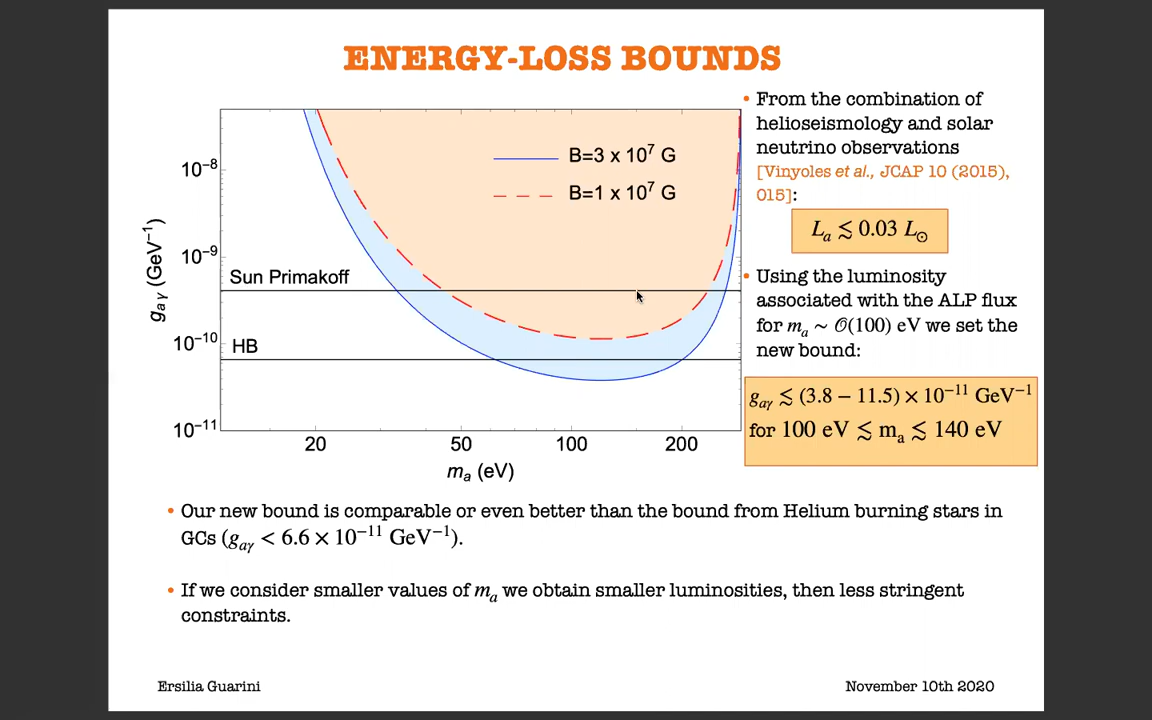 ENERGY-LOSS BOUNDS
10⁻⁸
10⁻⁹
10⁻¹⁰
10⁻¹¹
g_aγ (GeV⁻¹)
B=3 x 10⁷ G
B=1 x 10⁷ G
Sun Primakoff
HB
20 50 100 200
m_a (eV)
• From the combination of
helioseismology and solar
neutrino observations
[Vinyoles et al., JCAP 10 (2015),
015]:
L_a ≲ 0.03 L_⊙
• Using the luminosity
associated with the ALP flux
for m_a ∼ 𝒪(100) eV we set the
new bound:
g_aγ ≲ (3.8 – 11.5) × 10⁻¹¹ GeV⁻¹
for 100 eV ≲ m_a ≲ 140 eV
• Our new bound is comparable or even better than the bound from Helium burning stars in
GCs (g_aγ < 6.6 × 10⁻¹¹ GeV⁻¹).
• If we consider smaller values of m_a we obtain smaller luminosities, then less stringent
constraints.
Ersilia Guarini
November 10th 2020